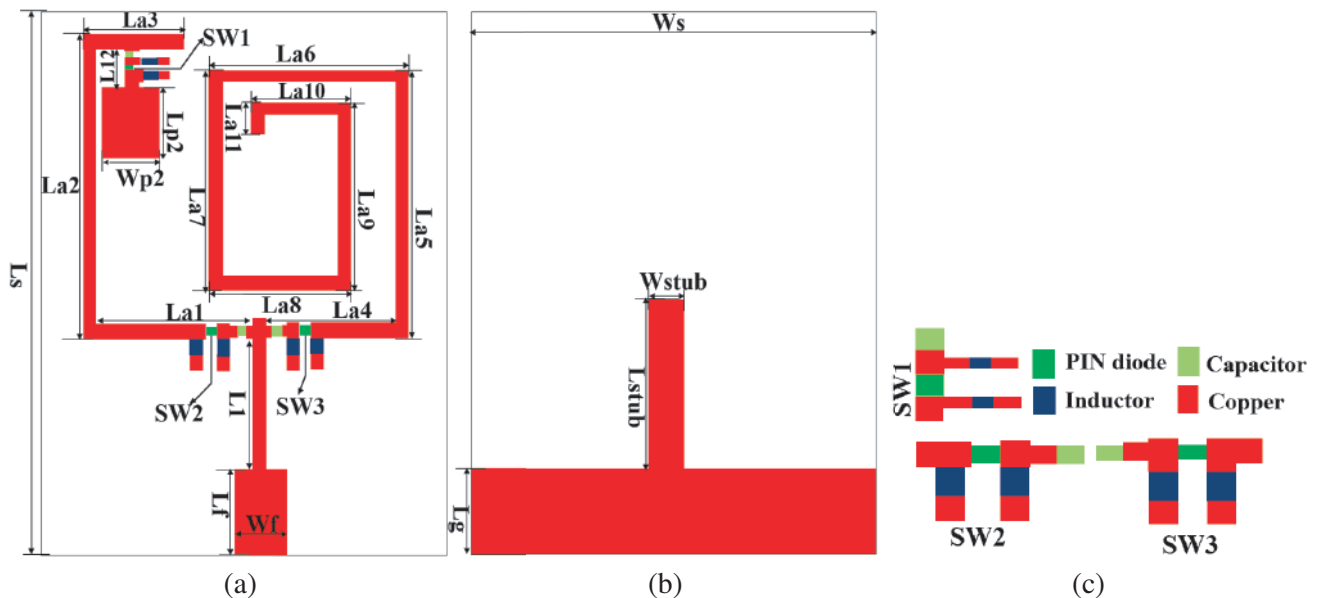 La3
SW1
L12
La6
La10
La11
Lp2
Wp2
La2
La7
La9
La5
Ls
La1
La8
La4
SW2
L1
SW3
Lf
Wf
(a)
Ws
Wstub
Lstub
Lg
(b)
SW1
PIN diode
Capacitor
Inductor
Copper
SW2
SW3
(c)